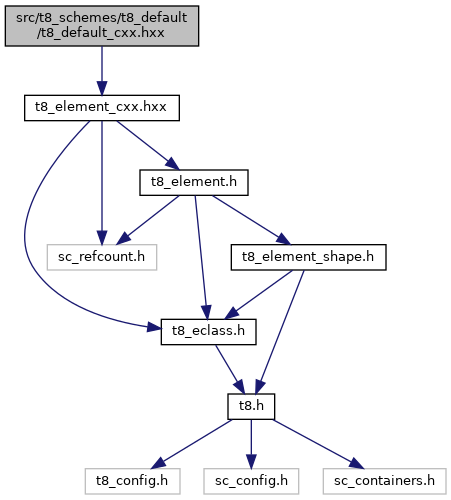 src/t8_schemes/t8_default
/t8_default_cxx.hxx
t8_element_cxx.hxx
t8_element.h
sc_refcount.h
t8_element_shape.h
t8_eclass.h
t8.h
t8_config.h
sc_config.h
sc_containers.h